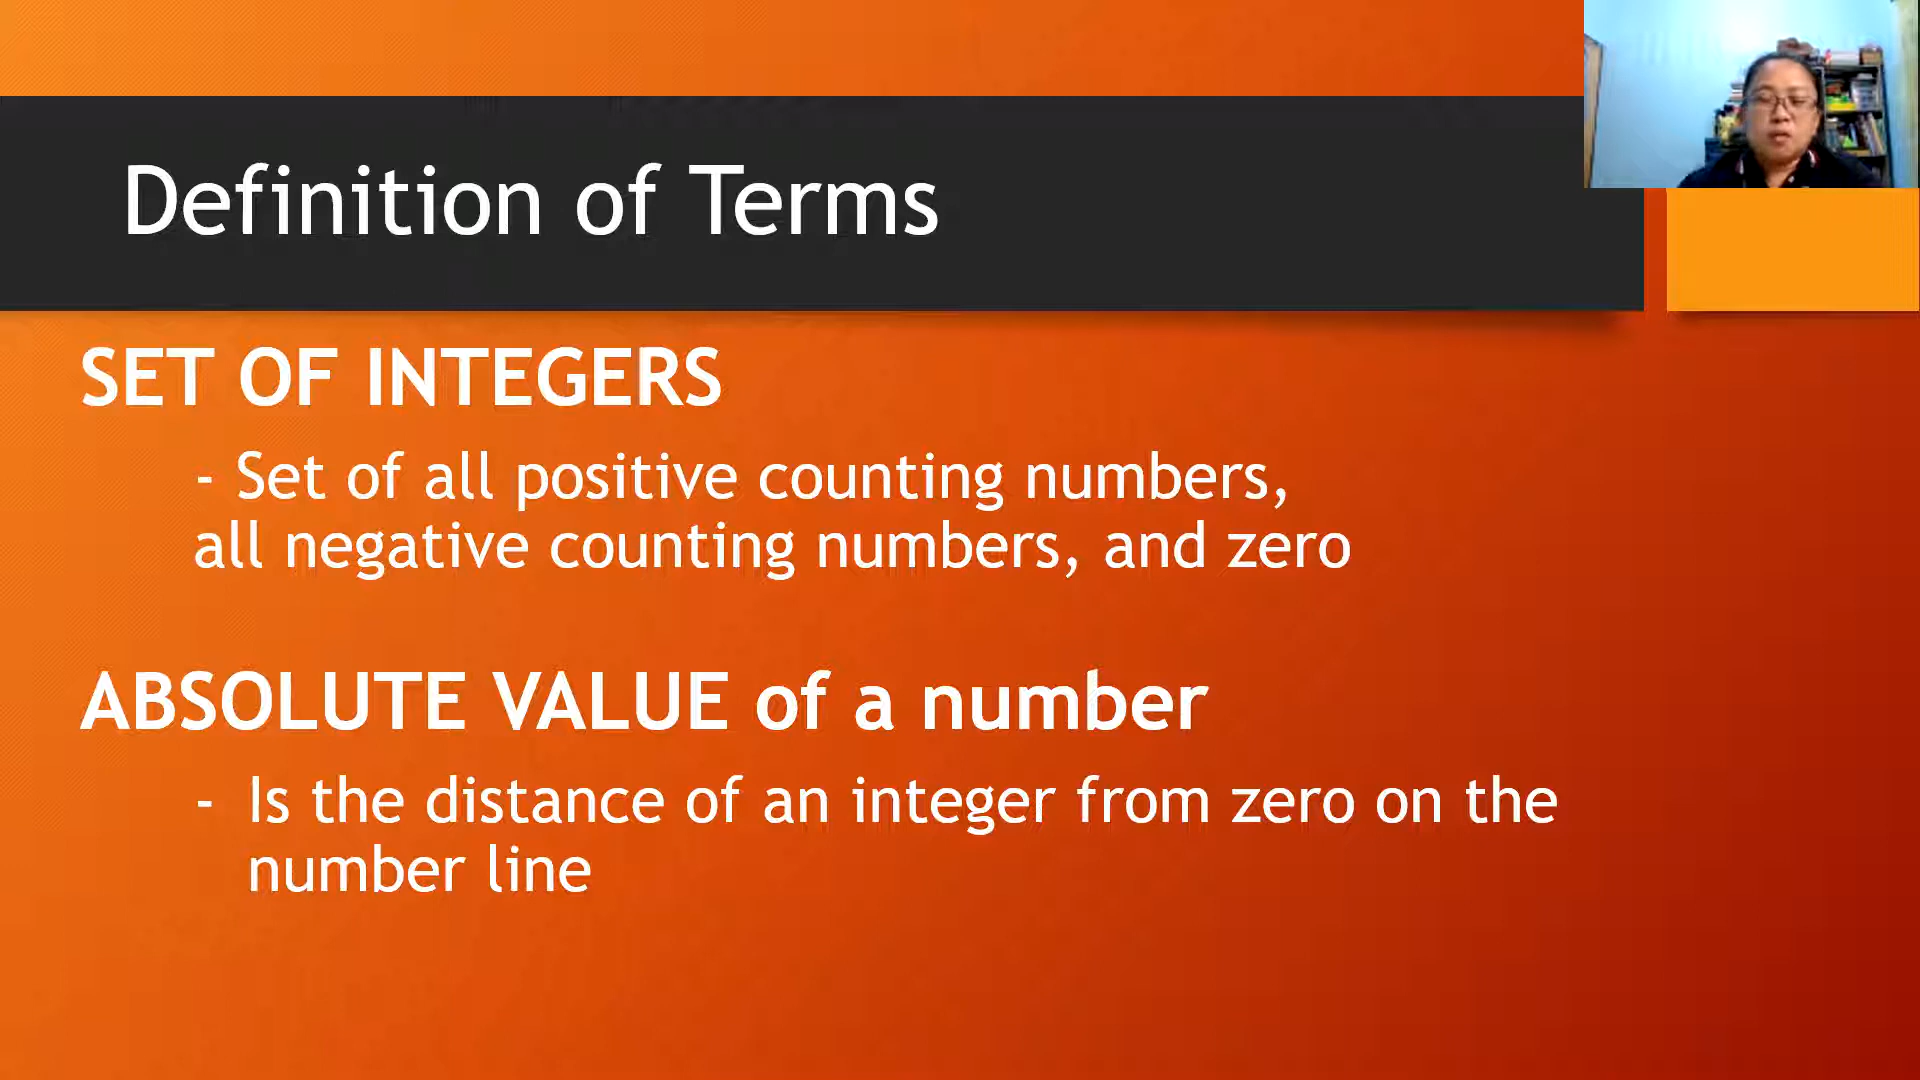 Definition of Terms
SET OF INTEGERS
- Set of all positive counting numbers,
all negative counting numbers, and zero
ABSOLUTE VALUE of a number
- Is the distance of an integer from zero on the
number line